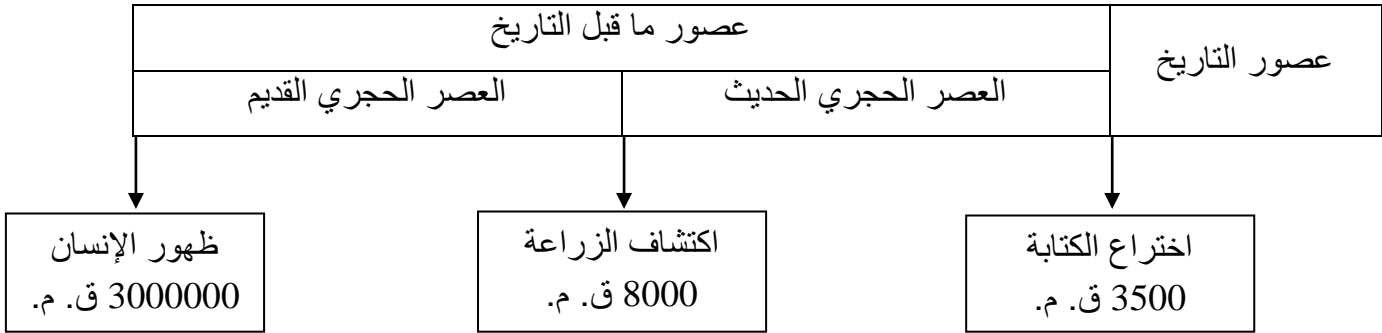 عصور التاريخ
عصور ما قبل التاريخ
العصر الحجري الحديث
العصر الحجري القديم
اختراع الكتابة
3500 ق. م.
اكتشاف الزراعة
8000 ق. م.
ظهور الإنسان
3000000 ق. م.